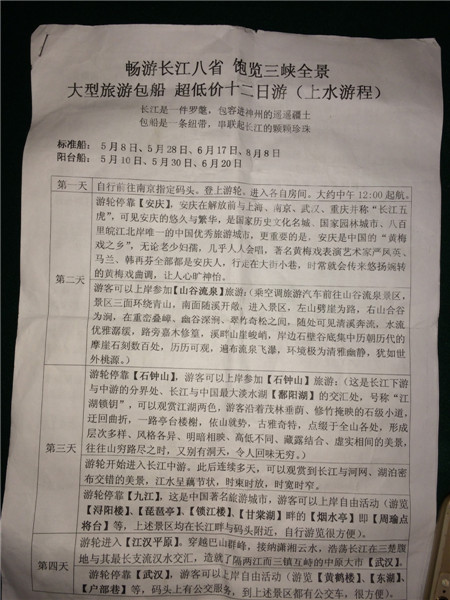 畅游长江八省 饱览三峡全景
大型旅游包船 超低价十二日游（上水游程）
长江是一件罗氅，包容进神州的遥遥疆土
包船是一条纽带，串联起长江的颗颗珍珠
标准船：5月8日、5月28日、6月17日、8月8日
阳台船：5月10日、5月30日、6月20日
第一天
自行前往南京指定码头。登上游轮、进入各自房间。大约中午12:00起航。
第二天
游轮停靠【安庆】，安庆在解放前与上海、南京、武汉、重庆并称“长江五
虎”，可见安庆的悠久与繁华，是国家历史文化名城、国家园林城市、八百
里皖江北岸唯一的中国优秀旅游城市，更重要的是，安庆是中国的“黄梅
戏之乡”，无论老少妇孺，几乎人人会唱，著名黄梅戏表演艺术家严凤英、
马兰、韩再芬全部都是安庆人，行走在大街小巷，时常就会传来悠扬婉转
的黄梅戏曲调，让人心旷神怡。
游客可以上岸参加【山谷流泉】旅游：（乘空调旅游汽车前往山谷流泉景区，
景区三面环绕青山，南面随溪开敞，进入景区，左山劈崖为路，右山合谷
为涧，在重峦叠嶂、幽谷深涧、翠竹奇松之间，随处可见清溪奔流，水流
优雅潺缓，路旁嘉木修篁，溪畔山崖峻峭，岸边石壁谷底集中历朝历代的
摩崖石刻数百处，历历可观，遍布流泉飞瀑，环境极为清雅幽静，犹如世
外桃源。）
第三天
游轮停靠【石钟山】，游客可以上岸参加【石钟山】旅游：（这是长江下游
与中游的分界处、长江与中国最大淡水湖【鄱阳湖】的交汇处，号称“江
湖锁钥”，可以观赏江湖两色，游客沿着茂林垂荫、修竹掩映的石级小道，
迂回曲折，一路亭台楼榭，依山就势，古雅奇特，点缀于全山各处，形成
层次多样、风格各异、明暗相映、高低不同、藏露结合、虚实相间的美景，
往往山穷路尽之时，又别有洞天，令人回味无穷。）
游轮开始进入长江中游。此后连续多天，可以观赏到长江与河网、湖泊密
布交错的美景，江水呈藕节状，时束时放，时宽时窄。
游轮停靠【九江】，这是中国著名旅游城市，游客可以上岸自由活动（游览
【浔阳楼】、【琵琶亭】、【锁江楼】、【甘棠湖】畔的【烟水亭】即【周瑜点
将台】等，上述景区均在长江畔与码头附近，自行游览很方便）。
第四天
游轮进入【江汉平原】，穿越巴山群峰，接纳潇湘云水，浩荡长江在三楚腹
地与其最长支流汉水交汇，造就了隔两江而三镇互峙的中原大市【武汉】。
游轮停靠【武汉】，游客可以上岸自由活动（游览【黄鹤楼】、【东湖】、
【户部巷】等，码头上有公交服务，到上述景区都有公交车，很方便）。